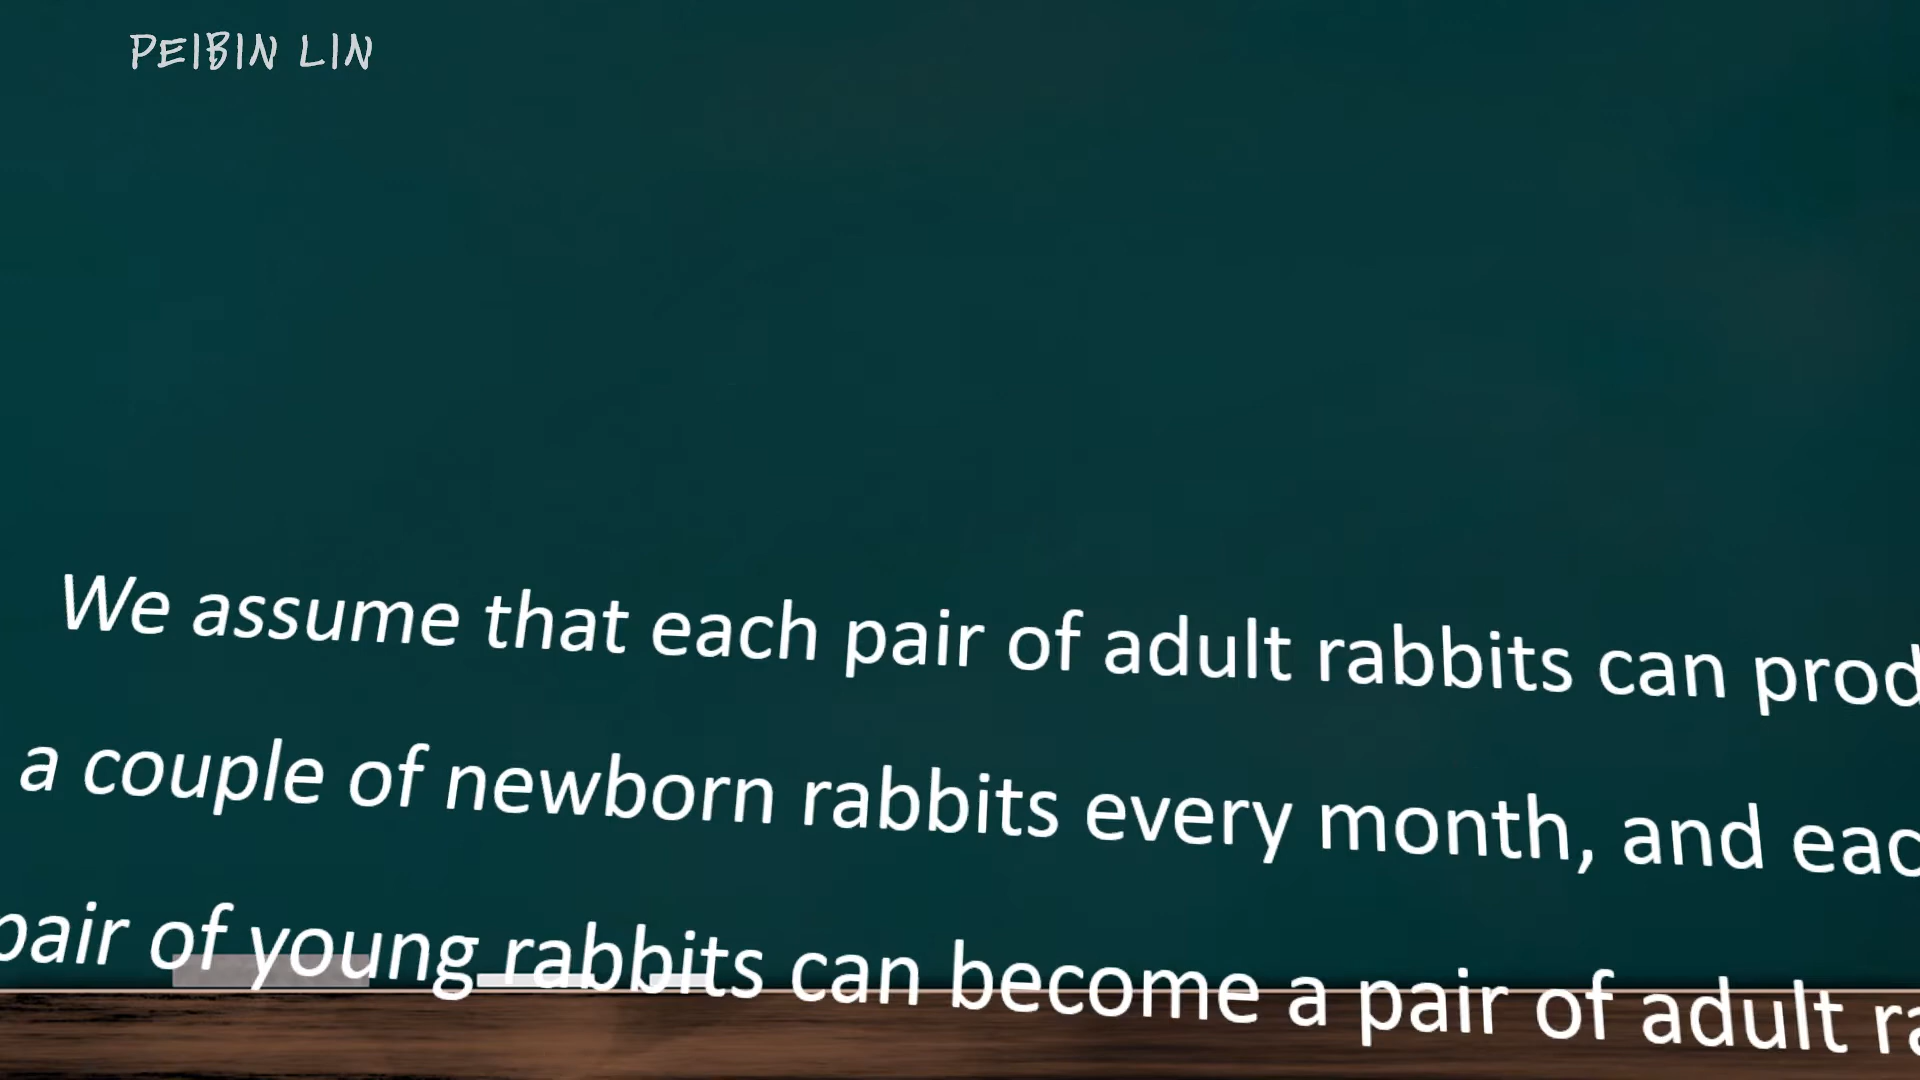 PEIBIN LIN
We assume that each pair of adult rabbits can prod
a couple of newborn rabbits every month, and eac
pair of young rabbits can become a pair of adult ra